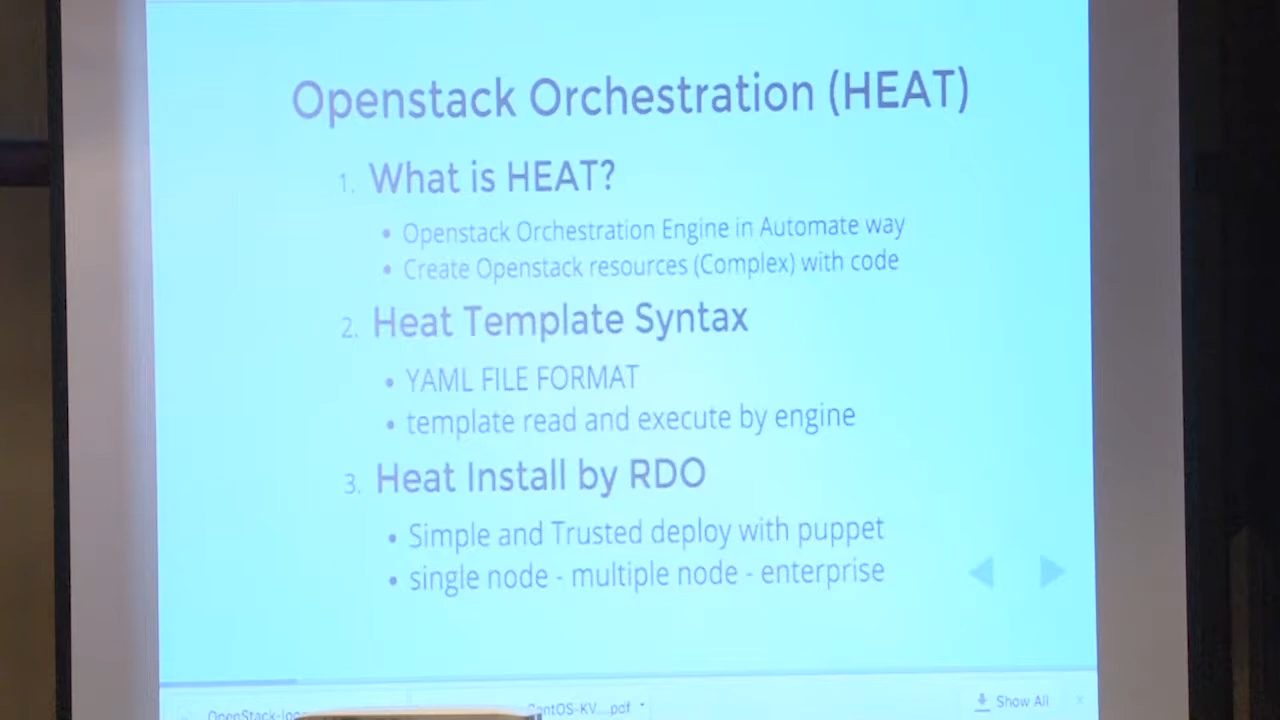 Openstack Orchestration (HEAT)
1. What is HEAT?
• Openstack Orchestration Engine in Automate way
• Create Openstack resources (Complex) with code
2. Heat Template Syntax
• YAML FILE FORMAT
• template read and execute by engine
3. Heat Install by RDO
• Simple and Trusted deploy with puppet
• single node - multiple node - enterprise
CentOS-KV....pdf
Show All